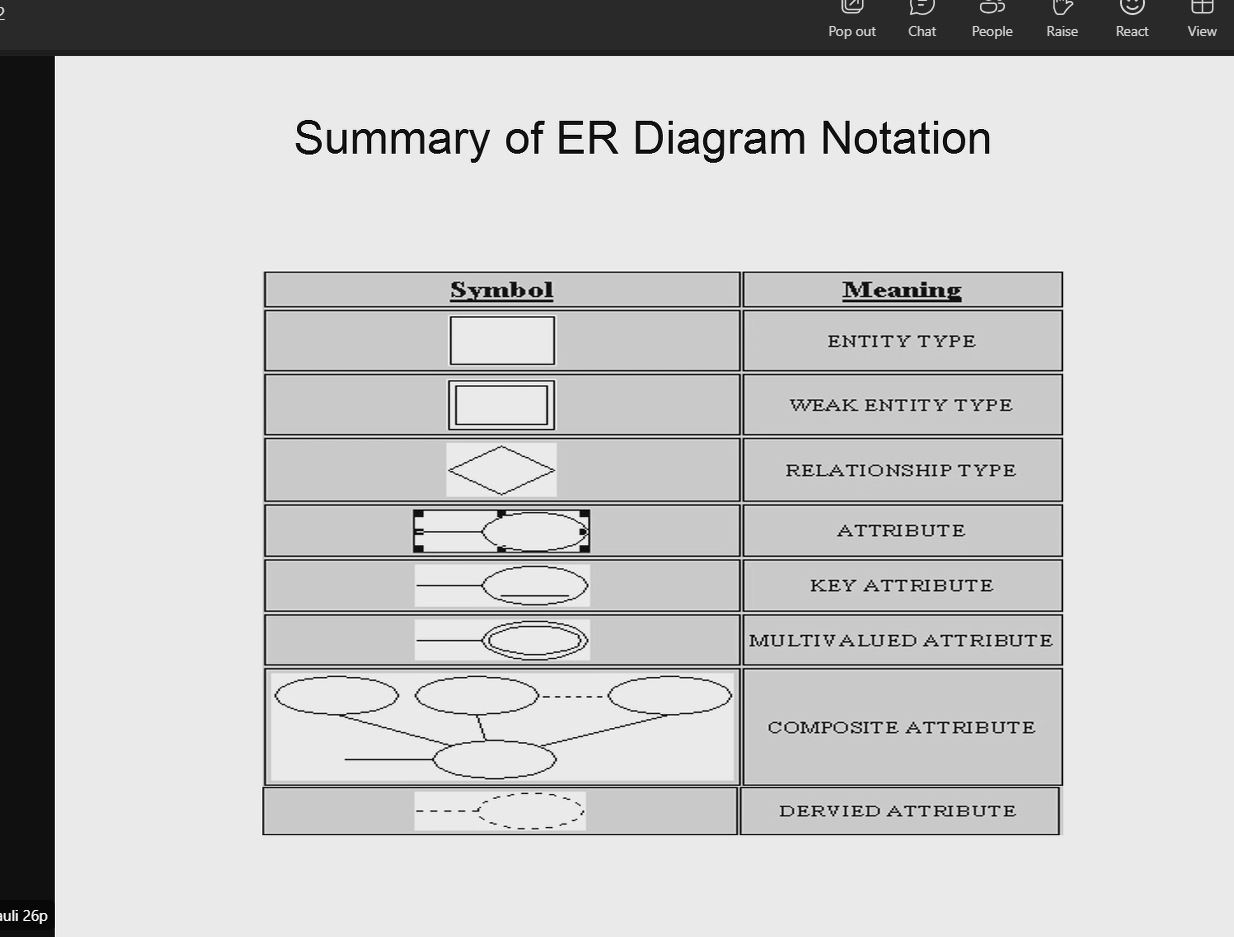 2
Pop out Chat People Raise React View
Summary of ER Diagram Notation
Symbol Meaning
ENTITY TYPE
WEAK ENTITY TYPE
RELATIONSHIP TYPE
ATTRIBUTE
KEY ATTRIBUTE
MULTIVALUED ATTRIBUTE
COMPOSITE ATTRIBUTE
DERVIED ATTRIBUTE
auli 26p